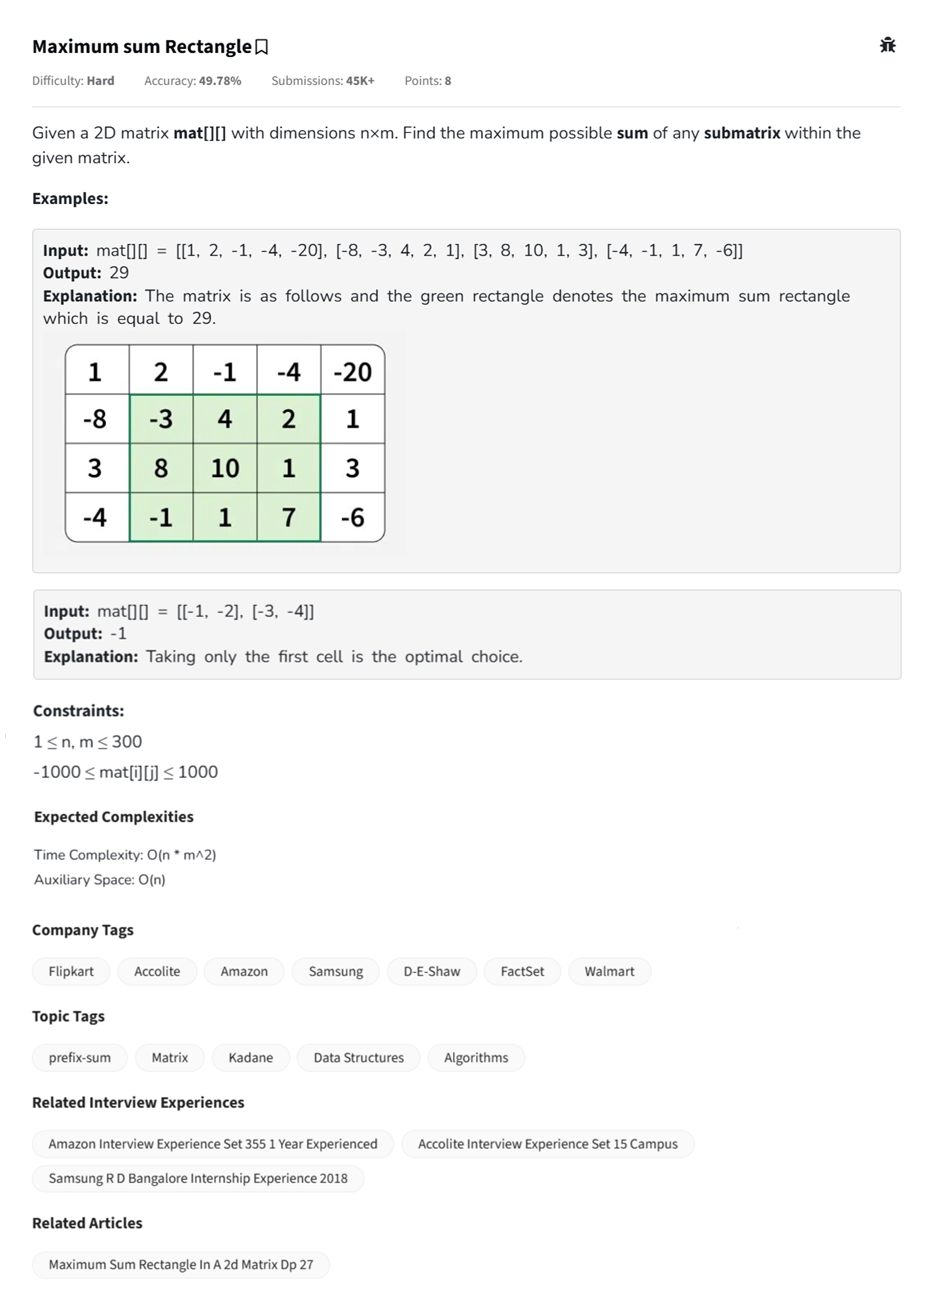 Maximum sum Rectangle
Difficulty: Hard Accuracy: 49.78% Submissions: 45K+ Points: 8
Given a 2D matrix mat[][] with dimensions n×m. Find the maximum possible sum of any submatrix within the
given matrix.
Examples:
Input: mat[][] = [[1, 2, -1, -4, -20], [-8, -3, 4, 2, 1], [3, 8, 10, 1, 3], [-4, -1, 1, 7, -6]]
Output: 29
Explanation: The matrix is as follows and the green rectangle denotes the maximum sum rectangle
which is equal to 29.
1 2 -1 -4 -20
-8 -3 4 2 1
3 8 10 1 3
-4 -1 1 7 -6
Input: mat[][] = [[-1, -2], [-3, -4]]
Output: -1
Explanation: Taking only the first cell is the optimal choice.
Constraints:
1 ≤ n, m ≤ 300
-1000 ≤ mat[i][j] ≤ 1000
Expected Complexities
Time Complexity: O(n * m^2)
Auxiliary Space: O(n)
Company Tags
Flipkart Accolite Amazon Samsung D-E-Shaw FactSet Walmart
Topic Tags
prefix-sum Matrix Kadane Data Structures Algorithms
Related Interview Experiences
Amazon Interview Experience Set 355 1 Year Experienced Accolite Interview Experience Set 15 Campus
Samsung R D Bangalore Internship Experience 2018
Related Articles
Maximum Sum Rectangle In A 2d Matrix Dp 27